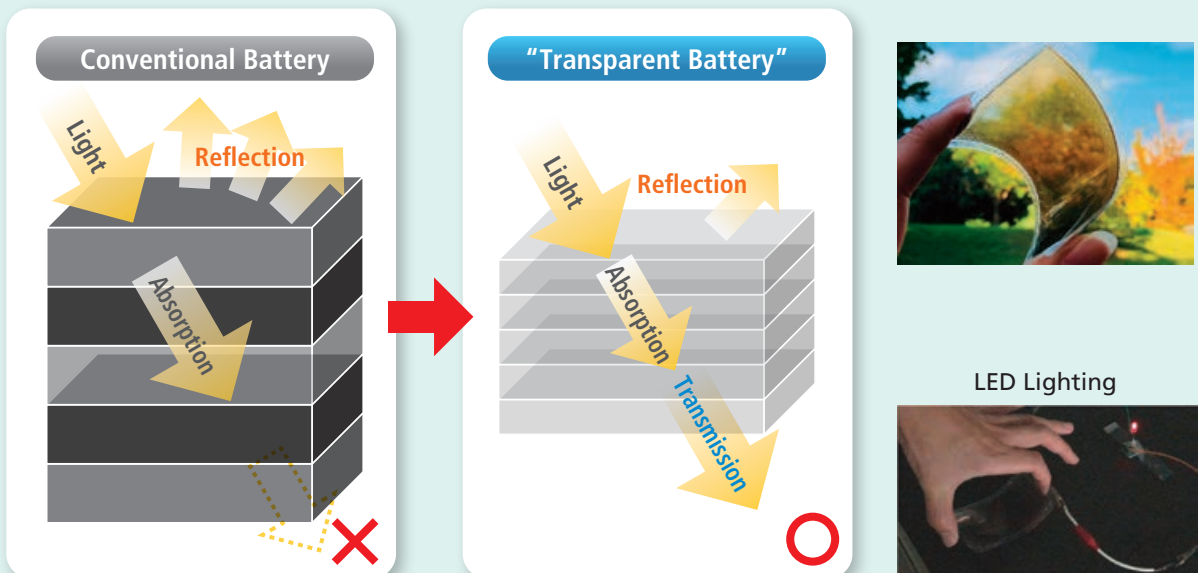 Conventional Battery
Light
Reflection
Absorption
"Transparent Battery"
Light
Reflection
Absorption
Transmission
LED Lighting